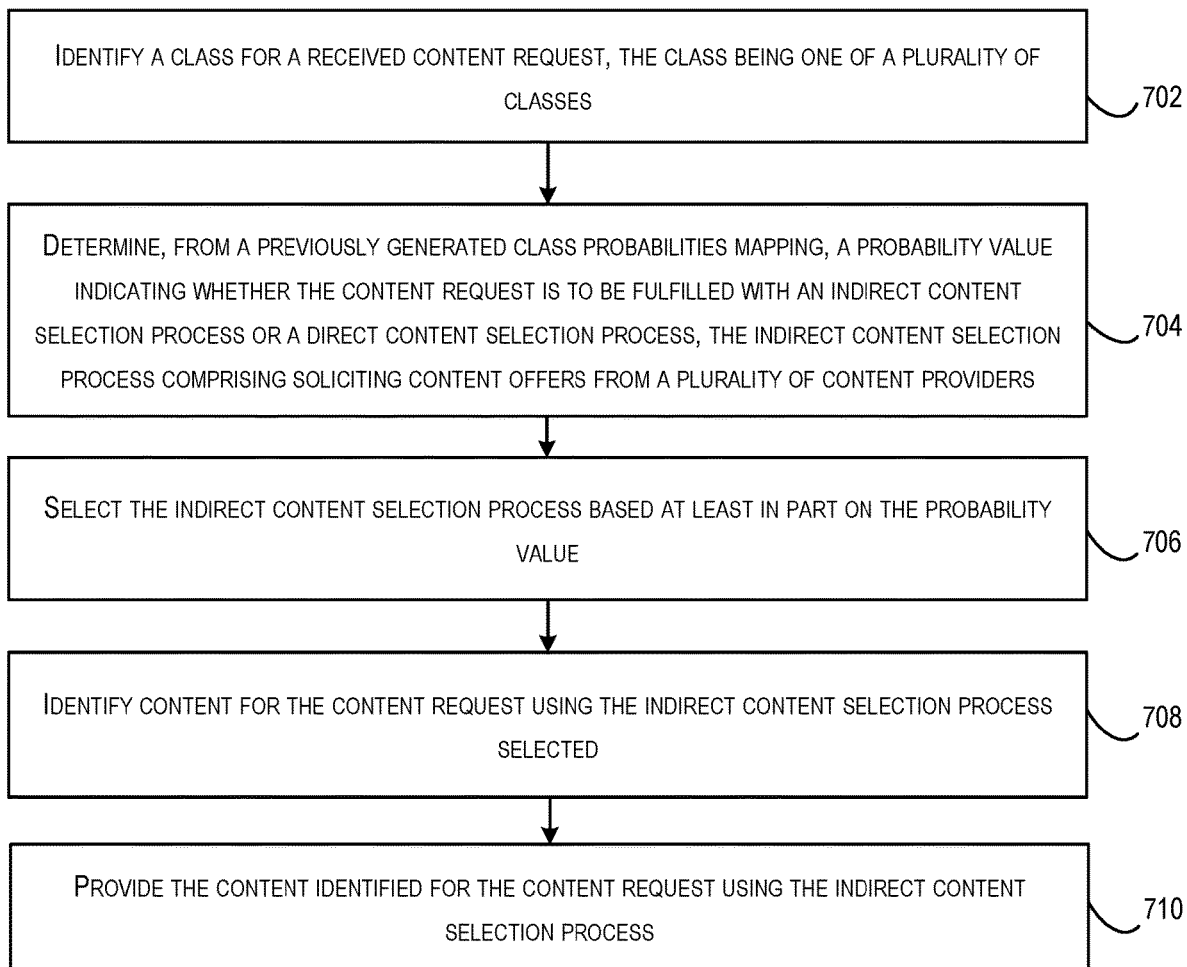 IDENTIFY A CLASS FOR A RECEIVED CONTENT REQUEST, THE CLASS BEING ONE OF A PLURALITY OF
CLASSES
702
DETERMINE, FROM A PREVIOUSLY GENERATED CLASS PROBABILITIES MAPPING, A PROBABILITY VALUE
INDICATING WHETHER THE CONTENT REQUEST IS TO BE FULFILLED WITH AN INDIRECT CONTENT
SELECTION PROCESS OR A DIRECT CONTENT SELECTION PROCESS, THE INDIRECT CONTENT SELECTION
PROCESS COMPRISING SOLICITING CONTENT OFFERS FROM A PLURALITY OF CONTENT PROVIDERS
704
SELECT THE INDIRECT CONTENT SELECTION PROCESS BASED AT LEAST IN PART ON THE PROBABILITY
VALUE
706
IDENTIFY CONTENT FOR THE CONTENT REQUEST USING THE INDIRECT CONTENT SELECTION PROCESS
SELECTED
708
PROVIDE THE CONTENT IDENTIFIED FOR THE CONTENT REQUEST USING THE INDIRECT CONTENT
SELECTION PROCESS
710